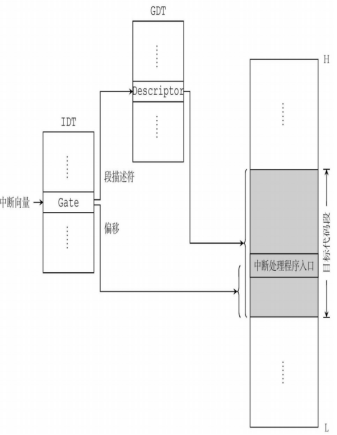 GDT
H
Descriptor
IDT
段描述符
中断向量
Gate
偏移
中断处理程序入口
目标代码段
L